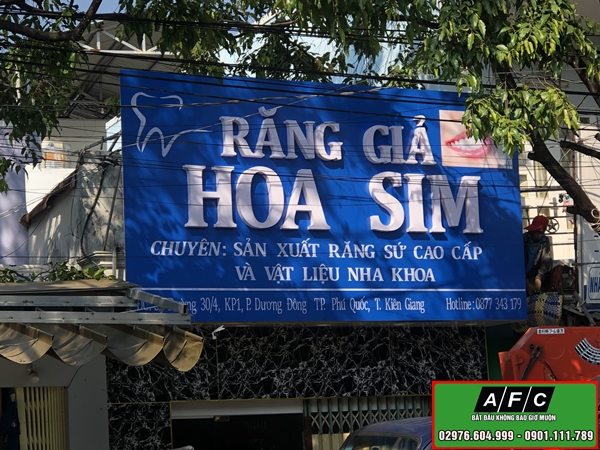 RĂNG GIẢ
HOA SIM
CHUYÊN: SẢN XUẤT RĂNG SỨ CAO CẤP
VÀ VẬT LIỆU NHA KHOA
30/4, KP1, P. Dương Đông TP. Phú Quốc, T. Kiên Giang Hotline: 0877 343 179
A/F/C
BẮT ĐẦU KHÔNG BAO GIỜ MUỘN
02976.604.999 - 0901.111.789